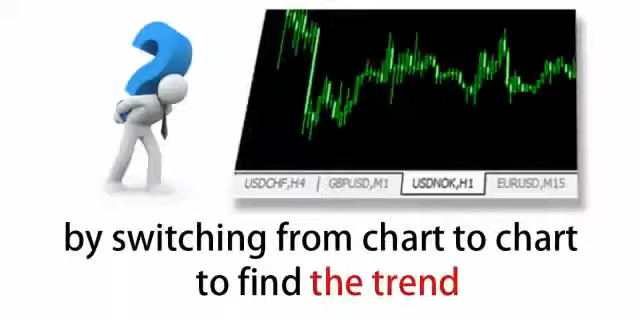 USDCHF,H4 | GBPUSD,M1 | USDNOK,H1 | EURUSD,M15
by switching from chart to chart
to find the trend